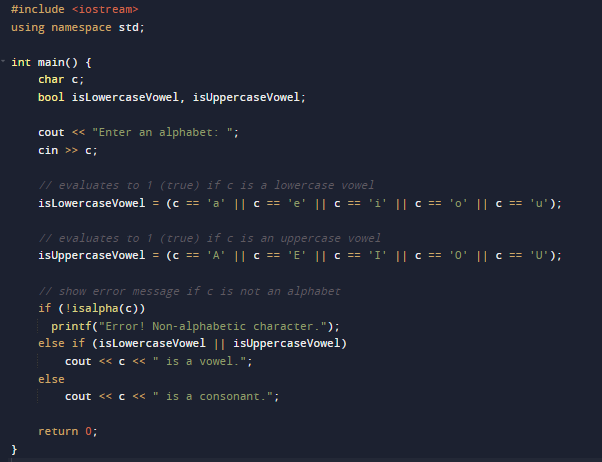 #include <iostream>
using namespace std;
int main() {
char c;
bool isLowercaseVowel, isUppercaseVowel;
cout << "Enter an alphabet: ";
cin >> c;
// evaluates to 1 (true) if c is a lowercase vowel
isLowercaseVowel = (c == 'a' || c == 'e' || c == 'i' || c == 'o' || c == 'u');
// evaluates to 1 (true) if c is an uppercase vowel
isUppercaseVowel = (c == 'A' || c == 'E' || c == 'I' || c == 'O' || c == 'U');
// show error message if c is not an alphabet
if (!isalpha(c))
printf("Error! Non-alphabetic character.");
else if (isLowercaseVowel || isUppercaseVowel)
cout << c << " is a vowel.";
else
cout << c << " is a consonant.";
return 0;
}